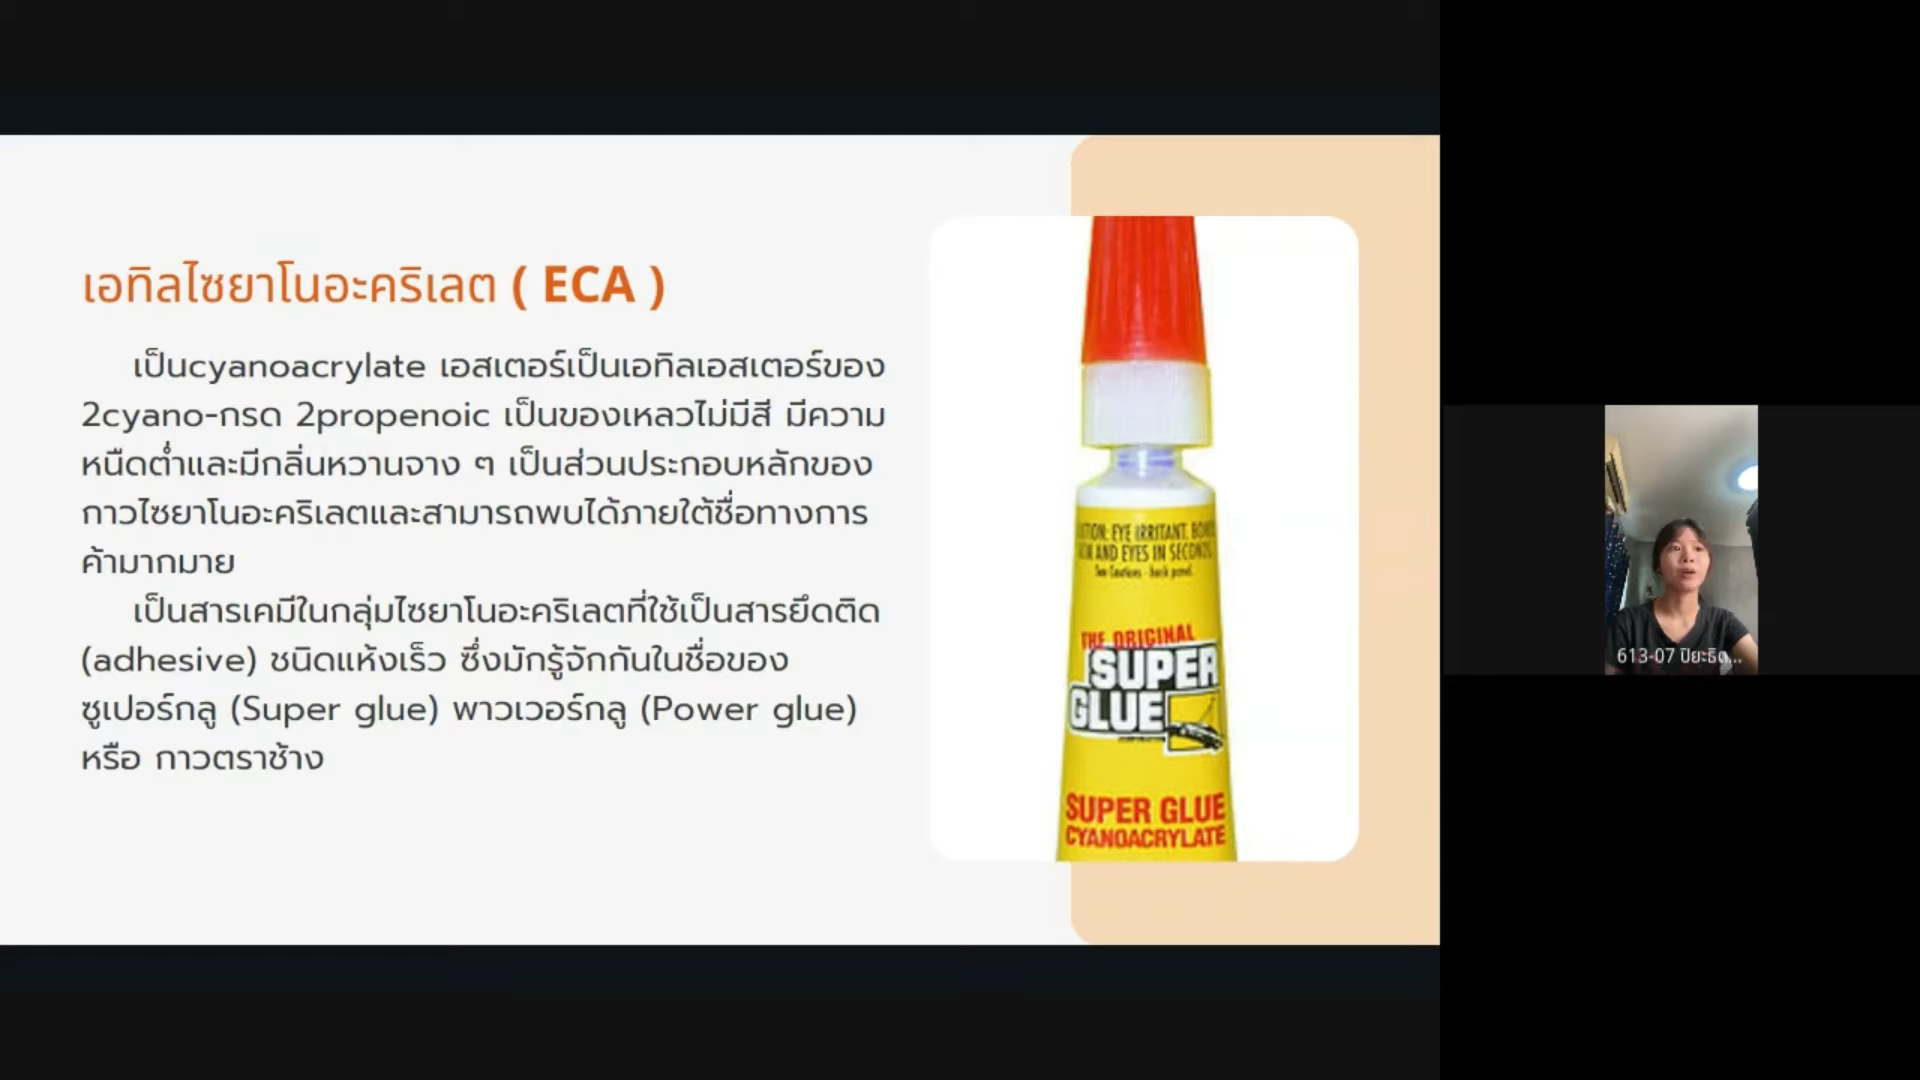 เอทิลไซยาโนอะคริเลต ( ECA )
เป็นcyanoacrylate เอสเตอร์เป็นเอทิลเอสเตอร์ของ
2cyano-กรด 2propenoic เป็นของเหลวไม่มีสี มีความ
หนืดต่ำและมีกลิ่นหวานจาง ๆ เป็นส่วนประกอบหลักของ
กาวไซยาโนอะคริเลตและสามารถพบได้ภายใต้ชื่อทางการ
ค้ามากมาย
เป็นสารเคมีในกลุ่มไซยาโนอะคริเลตที่ใช้เป็นสารยึดติด
(adhesive) ชนิดแห้งเร็ว ซึ่งมักรู้จักกันในชื่อของ
ซูเปอร์กลู (Super glue) พาวเวอร์กลู (Power glue)
หรือ กาวตราช้าง
EYE IRRITANT.
AND EYES IN SECONDS
See Cautions - back panel.
THE ORIGINAL
SUPER
GLUE
CORPORATION
SUPER GLUE
CYANOACRYLATE
613-07 ปิยะธิด...